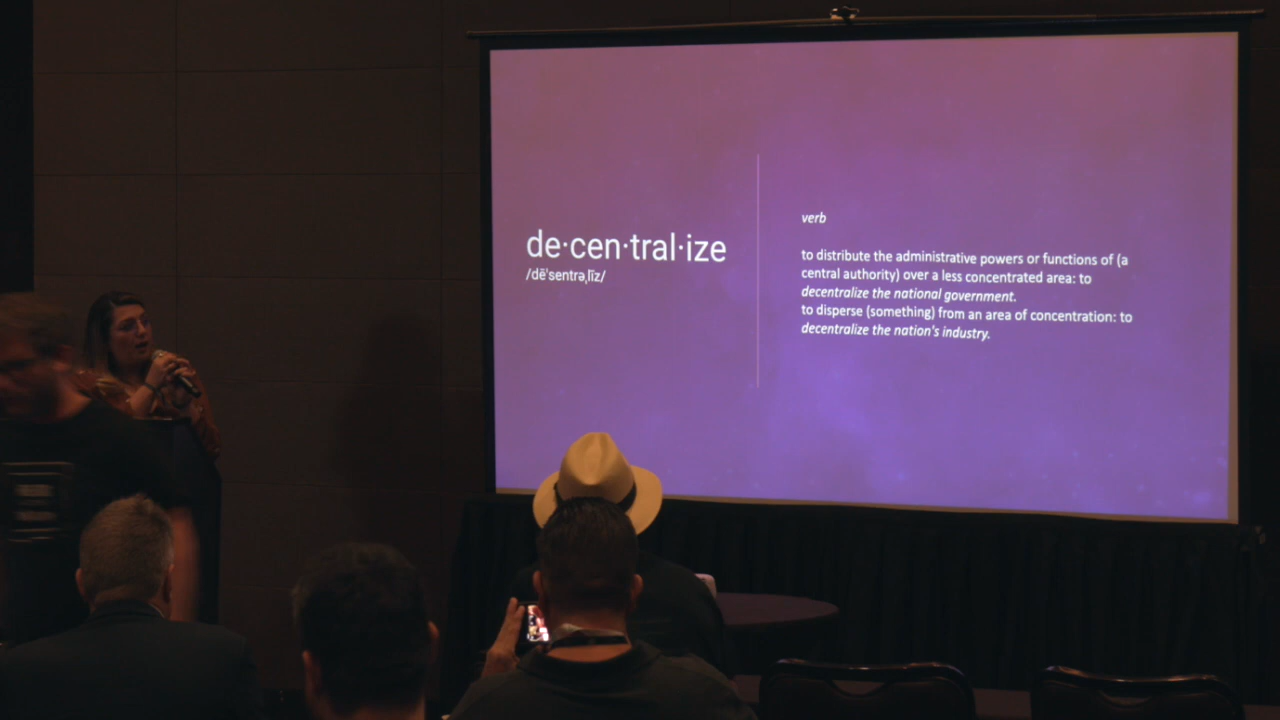 de·cen·tral·ize
/dēˈsentrəˌlīz/
verb
to distribute the administrative powers or functions of (a
central authority) over a less concentrated area: to
decentralize the national government.
to disperse (something) from an area of concentration: to
decentralize the nation's industry.